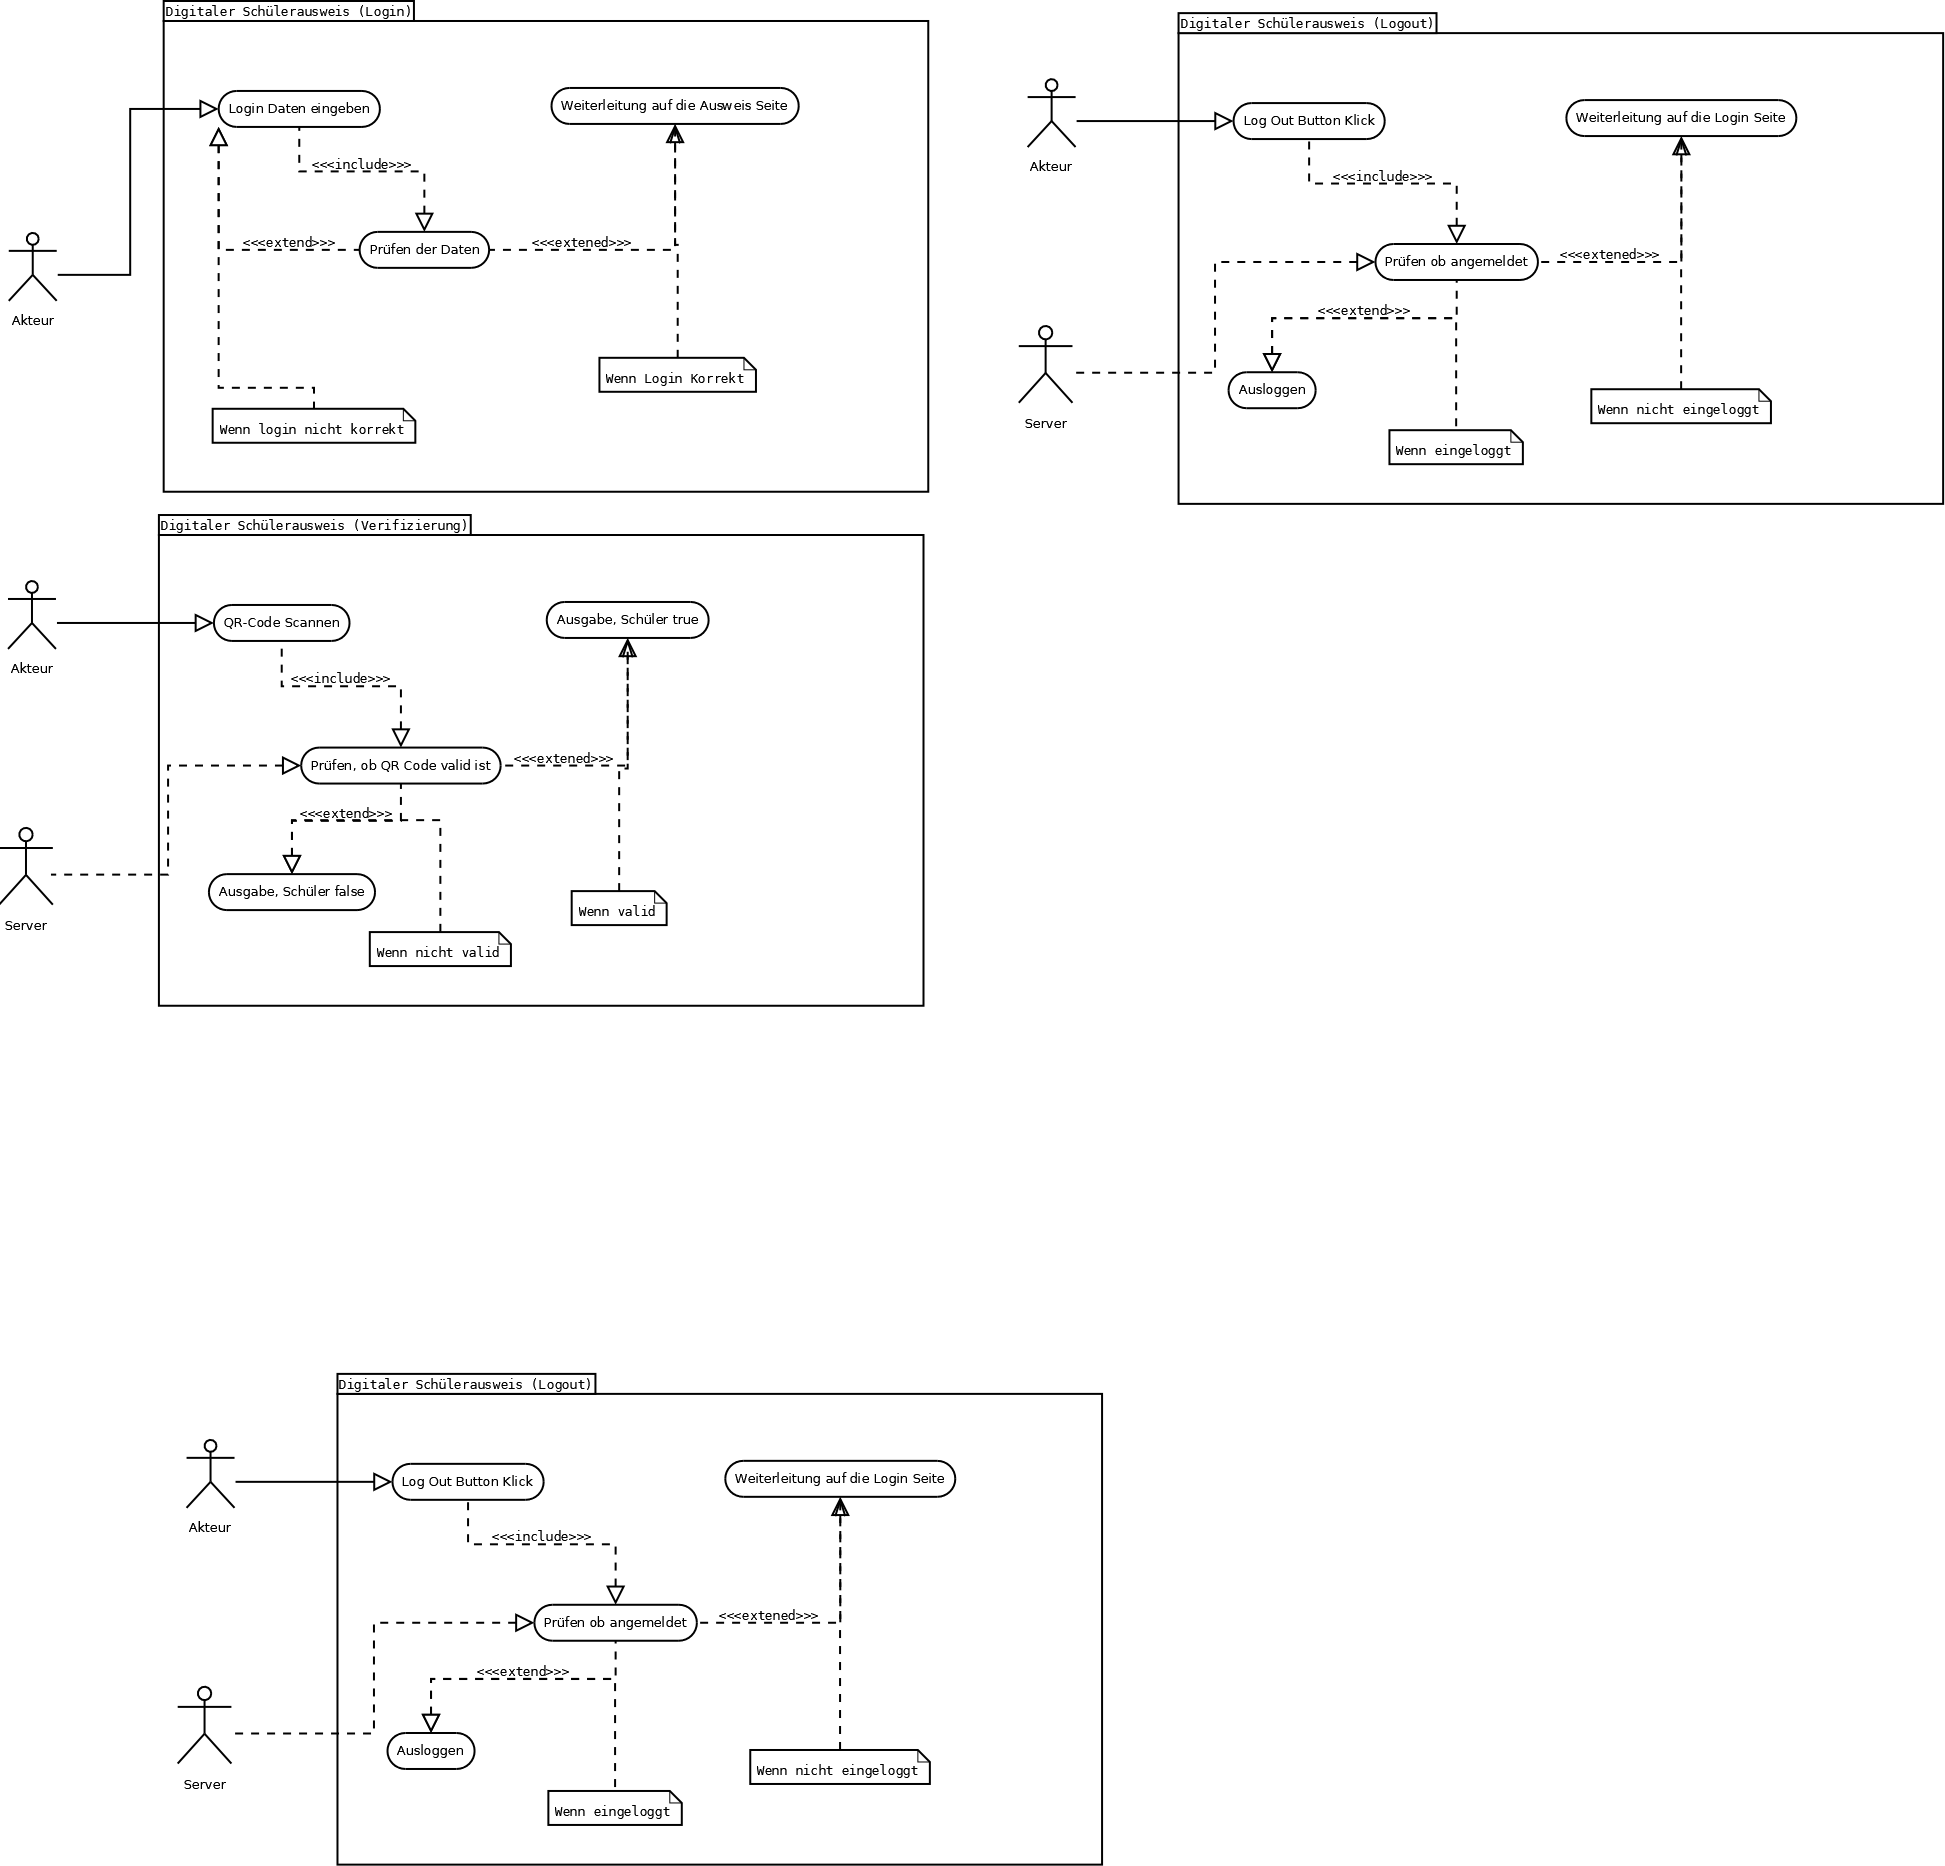 Digitaler Schülerausweis (Login)
Login Daten eingeben
Weiterleitung auf die Ausweis Seite
<<<include>>>
<<<extend>>>
Prüfen der Daten
<<<extened>>>
Akteur
Wenn Login Korrekt
Wenn login nicht korrekt
Digitaler Schülerausweis (Logout)
Akteur
Log Out Button Klick
Weiterleitung auf die Login Seite
<<<include>>>
Prüfen ob angemeldet
<<<extened>>>
<<<extend>>>
Ausloggen
Server
Wenn nicht eingeloggt
Wenn eingeloggt
Digitaler Schülerausweis (Verifizierung)
Akteur
QR-Code Scannen
Ausgabe, Schüler true
<<<include>>>
Prüfen, ob QR Code valid ist
<<<extened>>>
<<<extend>>>
Ausgabe, Schüler false
Server
Wenn valid
Wenn nicht valid
Digitaler Schülerausweis (Logout)
Akteur
Log Out Button Klick
Weiterleitung auf die Login Seite
<<<include>>>
Prüfen ob angemeldet
<<<extened>>>
<<<extend>>>
Ausloggen
Server
Wenn nicht eingeloggt
Wenn eingeloggt